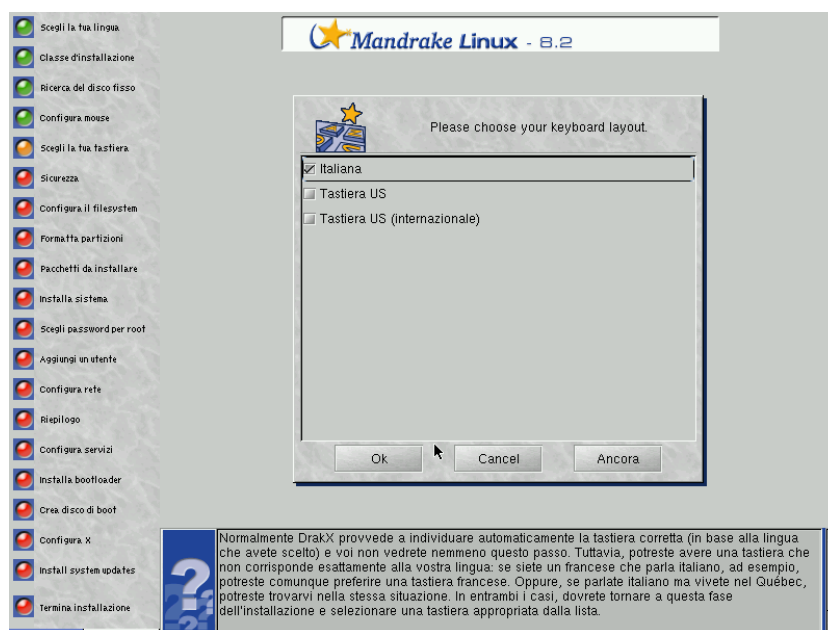 Scegli la tua lingua
Classe d'installazione
Ricerca del disco fisso
Configura mouse
Scegli la tua tastiera
Sicurezza
Configura il filesystem
Formatta partizioni
Pacchetti da installare
Installa sistema
Scegli password per root
Aggiungi un utente
Configura rete
Riepilogo
Configura servizi
Installa bootloader
Crea disco di boot
Configura X
Install system updates
Termina installazione
Mandrake Linux - 8.2
Please choose your keyboard layout.
Italiana
Tastiera US
Tastiera US (internazionale)
Ok Cancel Ancora
Normalmente DrakX provvede a individuare automaticamente la tastiera corretta (in base alla lingua
che avete scelto) e voi non vedrete nemmeno questo passo. Tuttavia, potreste avere una tastiera che
non corrisponde esattamente alla vostra lingua: se siete un francese che parla italiano, ad esempio,
potreste comunque preferire una tastiera francese. Oppure, se parlate italiano ma vivete nel Québec,
potreste trovarvi nella stessa situazione. In entrambi i casi, dovrete tornare a questa fase
dell'installazione e selezionare una tastiera appropriata dalla lista.